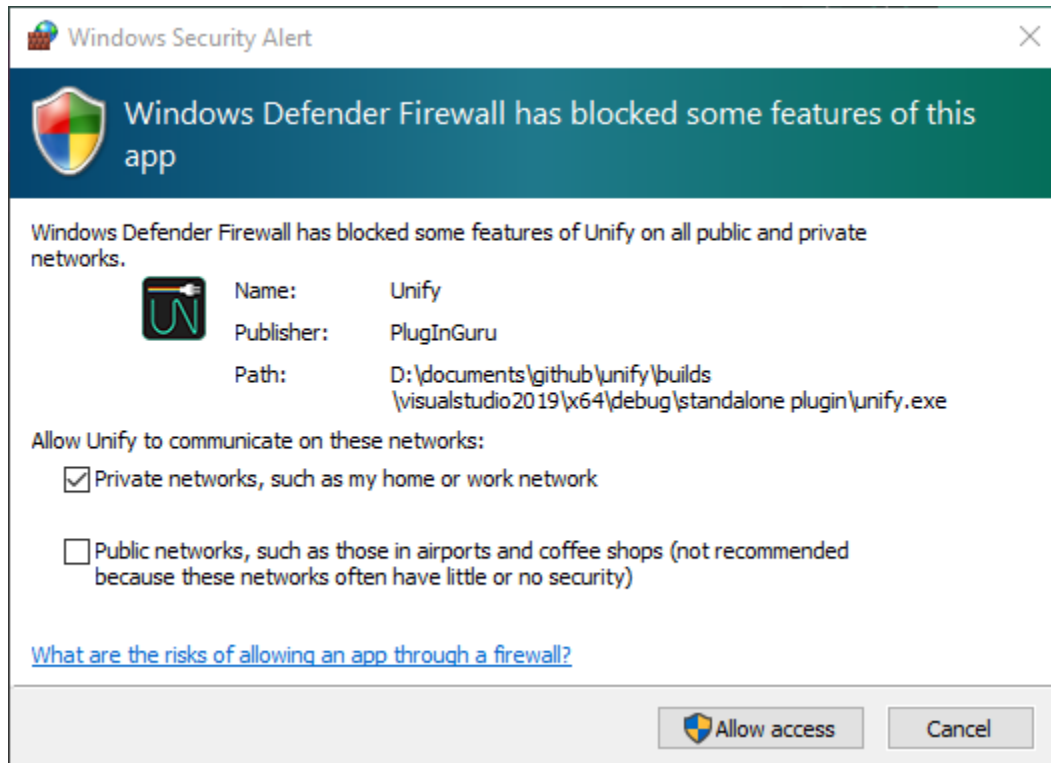 Windows Security Alert
Windows Defender Firewall has blocked some features of this
app
Windows Defender Firewall has blocked some features of Unify on all public and private
networks.
UN
Name: Unify
Publisher: PlugInGuru
Path: D:\documents\github\unify\builds
\visualstudio2019\x64\debug\standalone plugin\unify.exe
Allow Unify to communicate on these networks:
Private networks, such as my home or work network
Public networks, such as those in airports and coffee shops (not recommended
because these networks often have little or no security)
What are the risks of allowing an app through a firewall?
Allow access Cancel